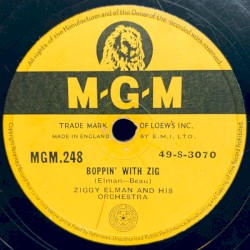 All rights of the Manufacturer and of the Owner of the recorded work reserved.
M-G-M
TRADE MARK OF LOEW'S INC.
MADE IN ENGLAND BY E.M.I. LTD.
MGM.248 49-S-3070
BOPPIN' WITH ZIG
(Elman—Beau)
ZIGGY ELMAN AND HIS
ORCHESTRA